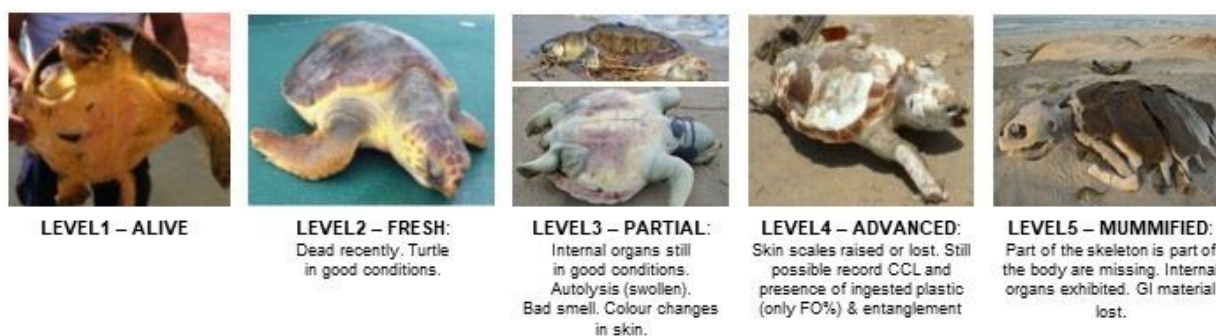 LEVEL1 – ALIVE
LEVEL2 – FRESH:
Dead recently. Turtle
in good conditions.
LEVEL3 – PARTIAL:
Internal organs still
in good conditions.
Autolysis (swollen).
Bad smell. Colour changes
in skin.
LEVEL4 – ADVANCED:
Skin scales raised or lost. Still
possible record CCL and
presence of ingested plastic
(only FO%) & entanglement
LEVEL5 – MUMMIFIED:
Part of the skeleton is part of
the body are missing. Internal
organs exhibited. GI material
lost.